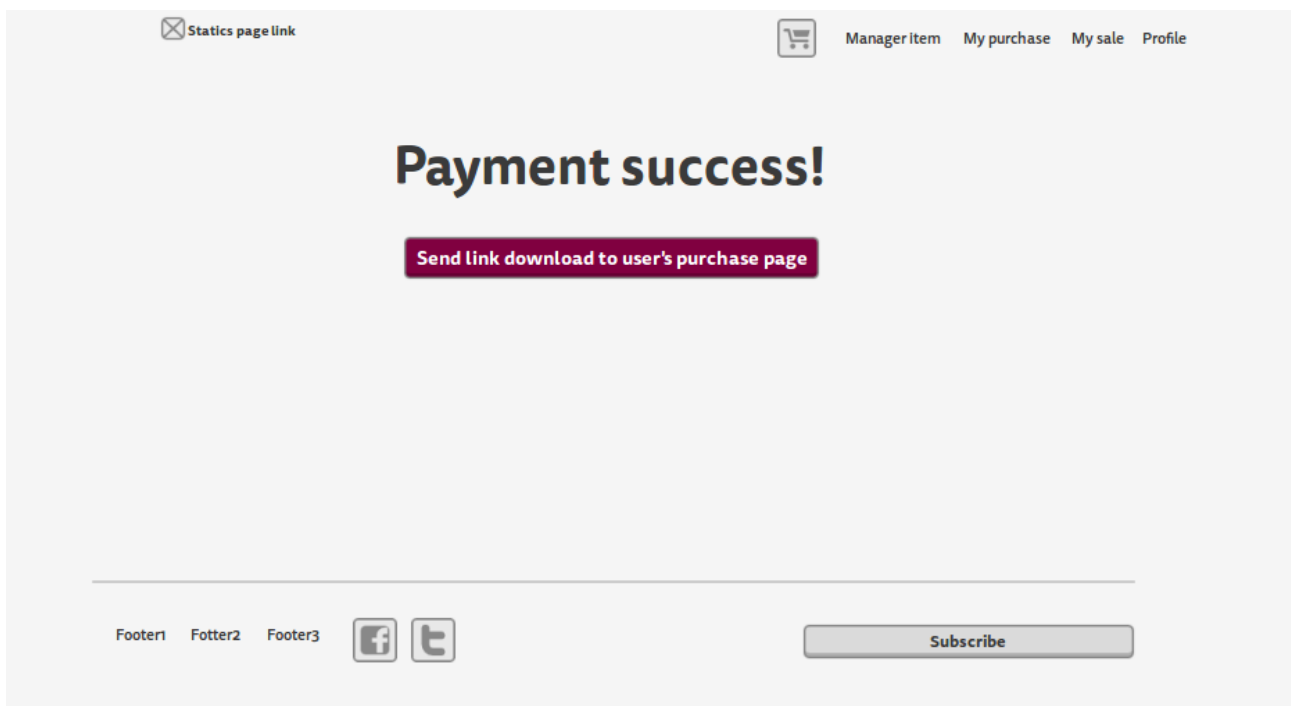 Statics page link
Manager item My purchase My sale Profile
Payment success!
Send link download to user's purchase page
Footer1 Fotter2 Footer3
Subscribe